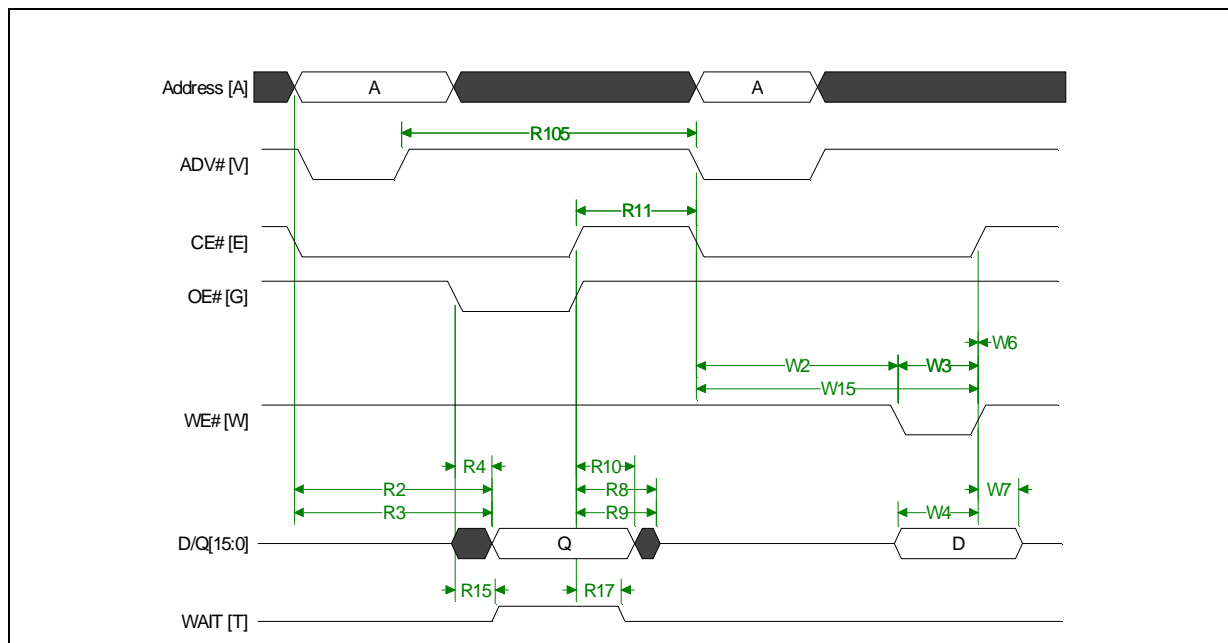 Address [A] A A
R105
ADV# [V]
R11
CE# [E]
OE# [G]
W6
W2 W3
W15
WE# [W]
R4 R10
R2 R8 W7
R3 R9 W4
D/Q[15:0] Q D
R15 R17
WAIT [T]